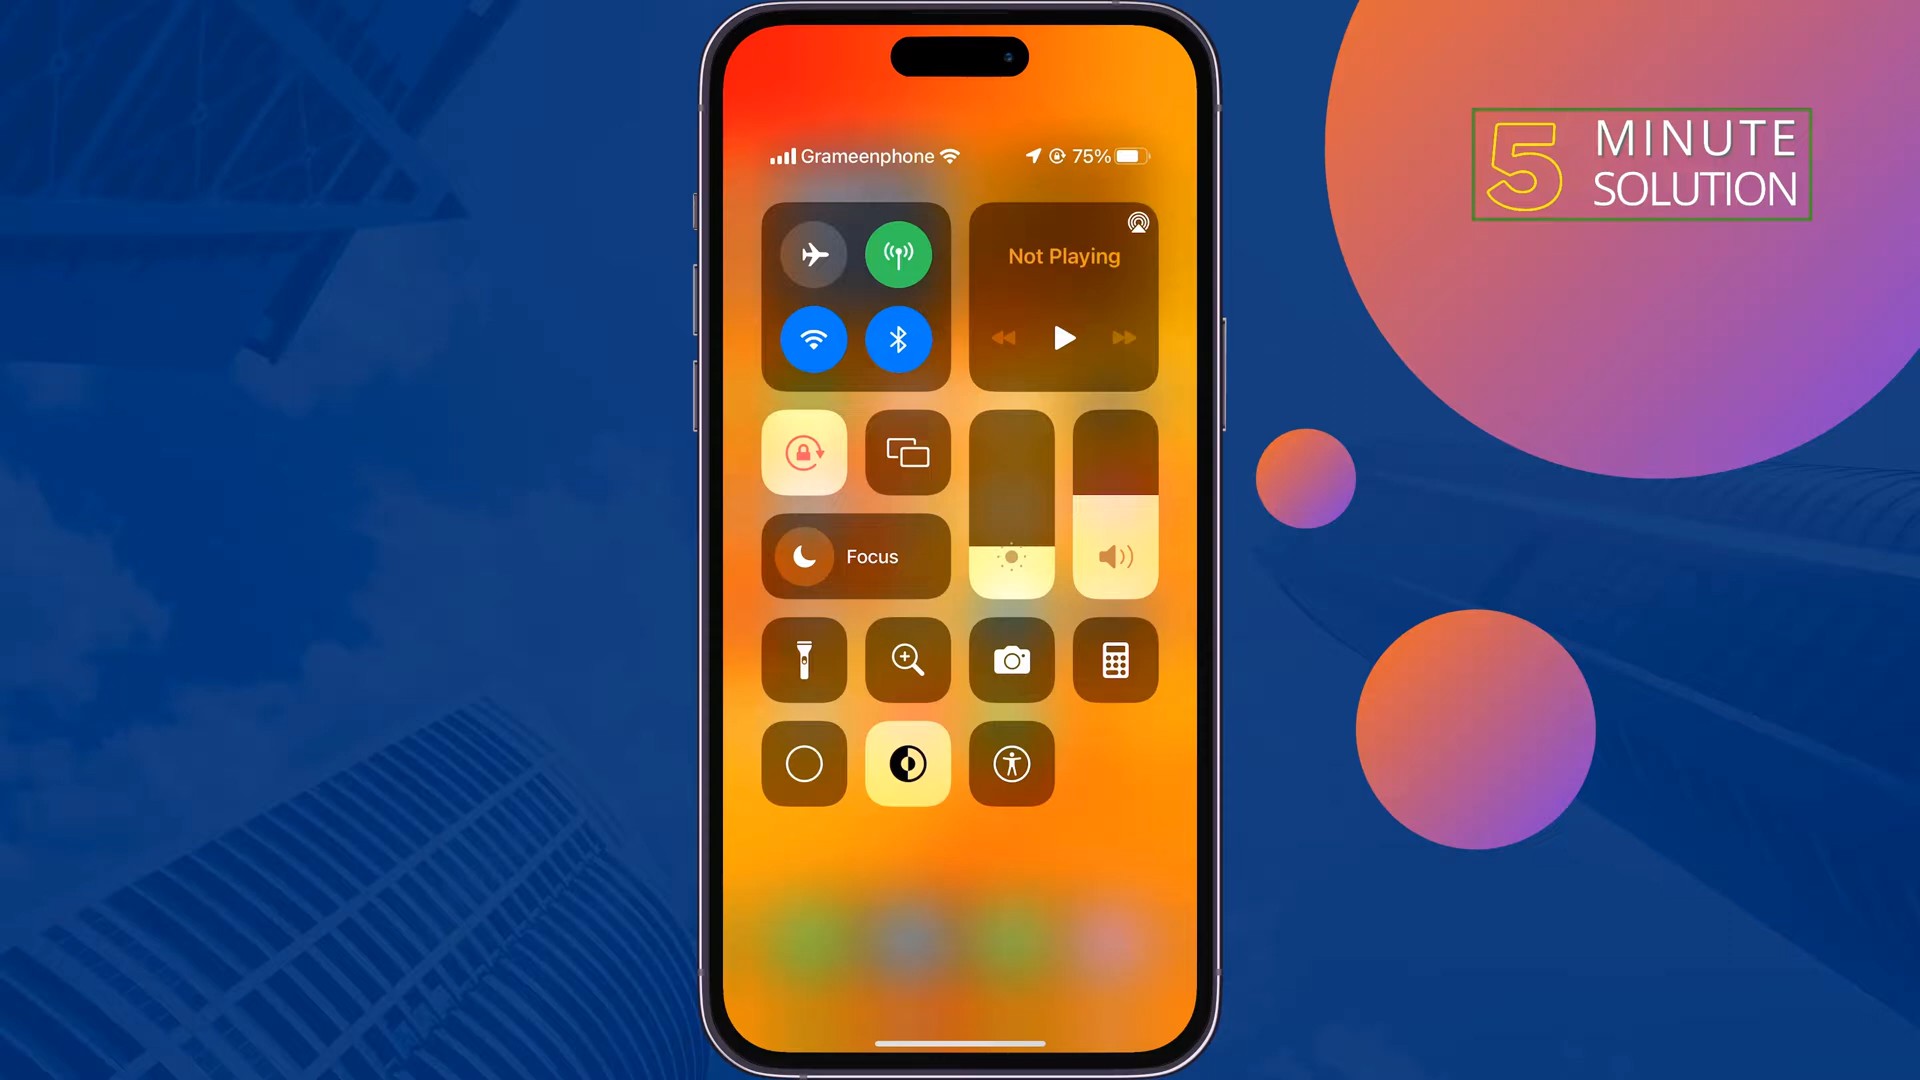 5 MINUTE
SOLUTION
Grameenphone
75%
Not Playing
Focus